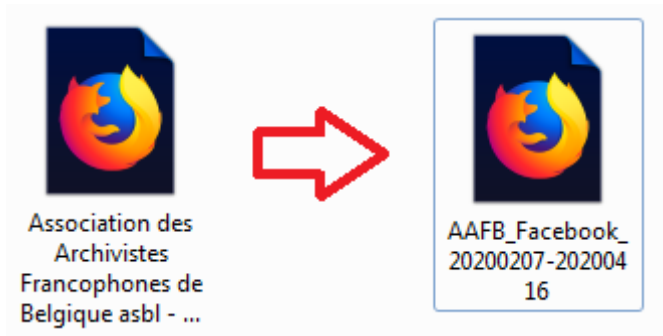 Association des
Archivistes
Francophones de
Belgique asbl - ...
AAFB_Facebook_
20200207-202004
16